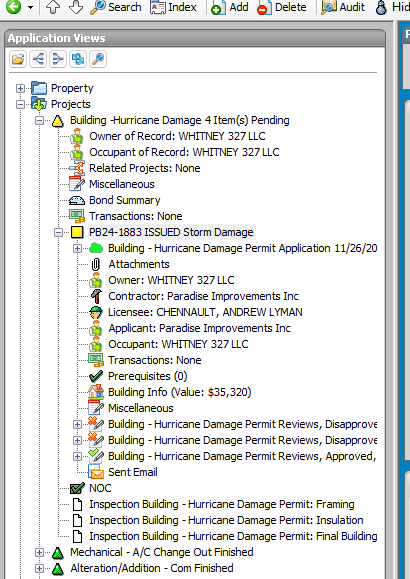 Search Index Add Delete Audit Hid
Application Views
Property
Projects
Building -Hurricane Damage 4 Item(s) Pending
Owner of Record: WHITNEY 327 LLC
Occupant of Record: WHITNEY 327 LLC
Related Projects: None
Miscellaneous
Bond Summary
Transactions: None
PB24-1883 ISSUED Storm Damage
Building - Hurricane Damage Permit Application 11/26/20
Attachments
Owner: WHITNEY 327 LLC
Contractor: Paradise Improvements Inc
Licensee: CHENNAULT, ANDREW LYMAN
Applicant: Paradise Improvements Inc
Occupant: WHITNEY 327 LLC
Transactions: None
Prerequisites (0)
Building Info (Value: $35,320)
Miscellaneous
Building - Hurricane Damage Permit Reviews, Disapprove
Building - Hurricane Damage Permit Reviews, Disapprove
Building - Hurricane Damage Permit Reviews, Approved,
Sent Email
NOC
Inspection Building - Hurricane Damage Permit: Framing
Inspection Building - Hurricane Damage Permit: Insulation
Inspection Building - Hurricane Damage Permit: Final Building
Mechanical - A/C Change Out Finished
Alteration/Addition - Com Finished